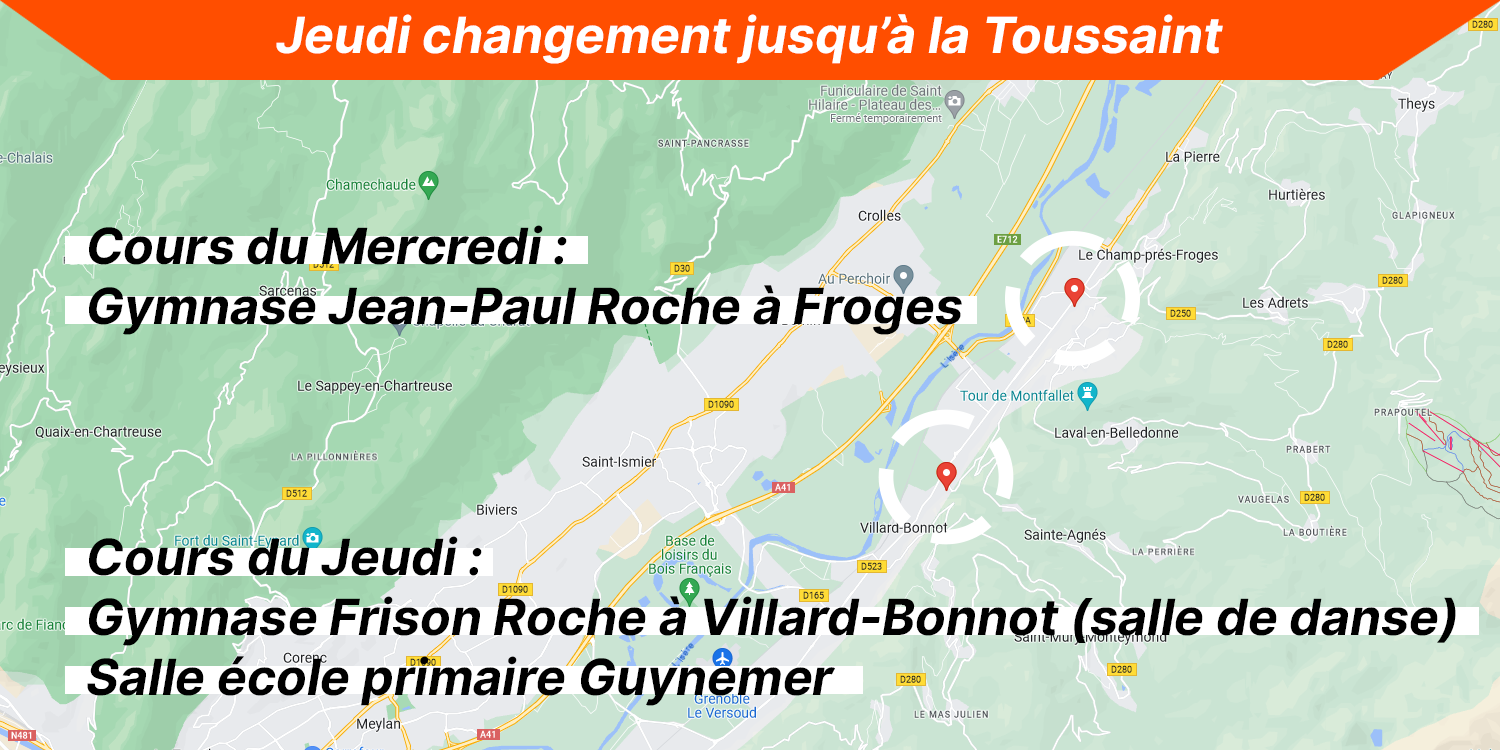 Jeudi changement jusqu’à la Toussaint
D280
Theys
Funiculaire de Saint
Hilaire - Plateau des...
Fermé temporairement
SAINT-PANCRASSE
La Pierre
e-Chalais
Chamechaude
Hurtières
Crolles
GLAPIGNEUX
Cours du Mercredi :
E712
Le Champ-prés-Froges
D512
D30
Au Perchoir
D280
Sarcenas
Gymnase Jean-Paul Roche à Froges
Les Adrets
D250
D280
eysieux
Le Sappey-en-Chartreuse
Tour de Montfallet
D1090
PRAPOUTEL
Quaix-en-Chartreuse
Laval-en-Belledonne
LA PILLONNIÈRES
Saint-Ismier
PRABERT
D512
A41
VAUGELAS
D280
Biviers
Villard-Bonnot
Sainte-Agnés
LA BOUTIÈRE
Fort du Saint-Eynard
Base de
loisirs du
Bois Français
LA PERRIÈRE
Cours du Jeudi :
D523
D1090
D165
Gymnase Frison Roche à Villard-Bonnot (salle de danse)
Saint-Mury-Monteymond
Corenc
D1090
L'Isère
D280
D280
Salle école primaire Guynemer
Grenoble
Le Versoud
LE MAS JULIEN
Meylan
N481
A41